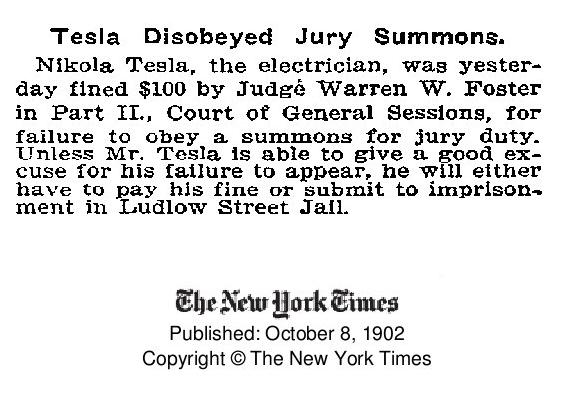 Tesla Disobeyed Jury Summons.
Nikola Tesla, the electrician, was yester-
day fined $100 by Judgé Warren W. Foster
in Part II., Court of General Sessions, for
failure to obey a summons for jury duty.
Unless Mr. Tesla is able to give a good ex-
cuse for his failure to appear, he will either
have to pay his fine or submit to imprison-
ment in Ludlow Street Jail.
The New York Times
Published: October 8, 1902
Copyright © The New York Times